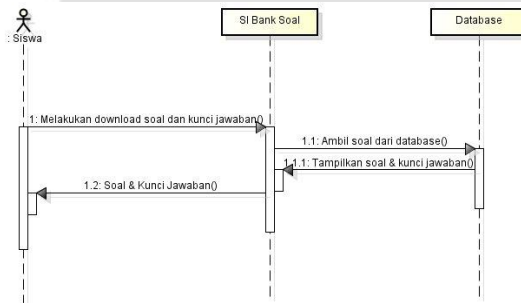 : Siswa
SI Bank Soal
Database
1: Melakukan download soal dan kunci jawaban()
1.1: Ambil soal dari database()
1.1.1: Tampilkan soal & kunci jawaban()
1.2: Soal & Kunci Jawaban()